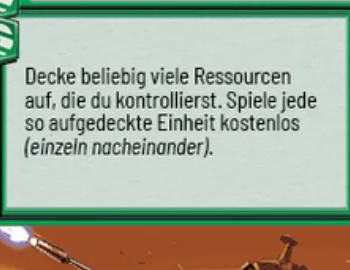 Decke beliebig viele Ressourcen
auf, die du kontrollierst. Spiele jede
so aufgedeckte Einheit kostenlos
(einzeln nacheinander).